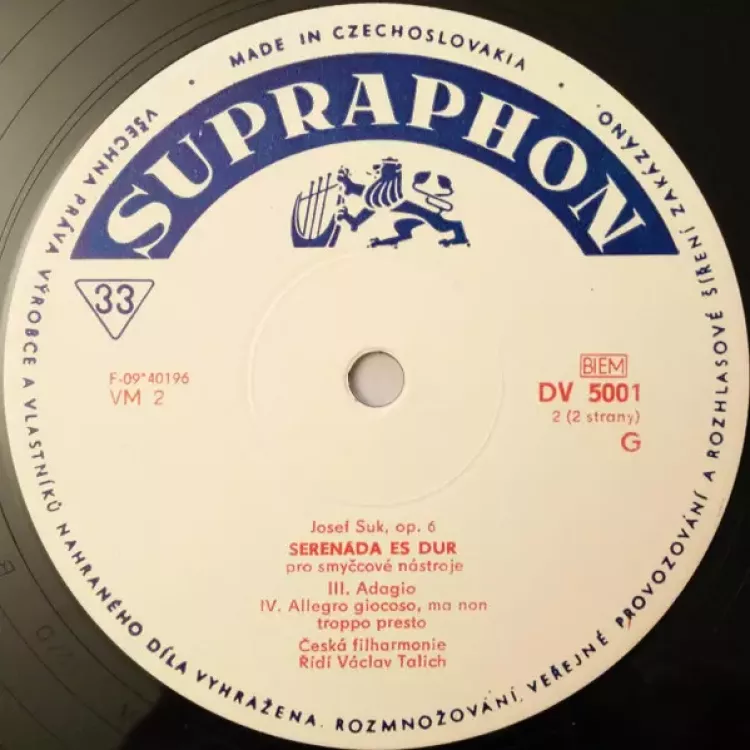 MADE IN CZECHOSLOVAKIA
VŠECHNA PRÁVA VÝROBCE A VLASTNÍKŮ NAHRANÉHO DÍLA VYHRAŽENA. ROZMNOŽOVÁNÍ, VEŘEJNÉ PROVOZOVÁNÍ A ROZHLASOVÉ ŠÍŘENÍ ZAKÁZÁNO.
SUPRAPHON
33
F-09*40196
VM 2
BIEM
DV 5001
2 (2 strany)
G
Josef Suk, op. 6
SERENÁDA ES DUR
pro smyčcové nástroje
III. Adagio
IV. Allegro giocoso, ma non
troppo presto
Česká filharmonie
Řídí Václav Talich